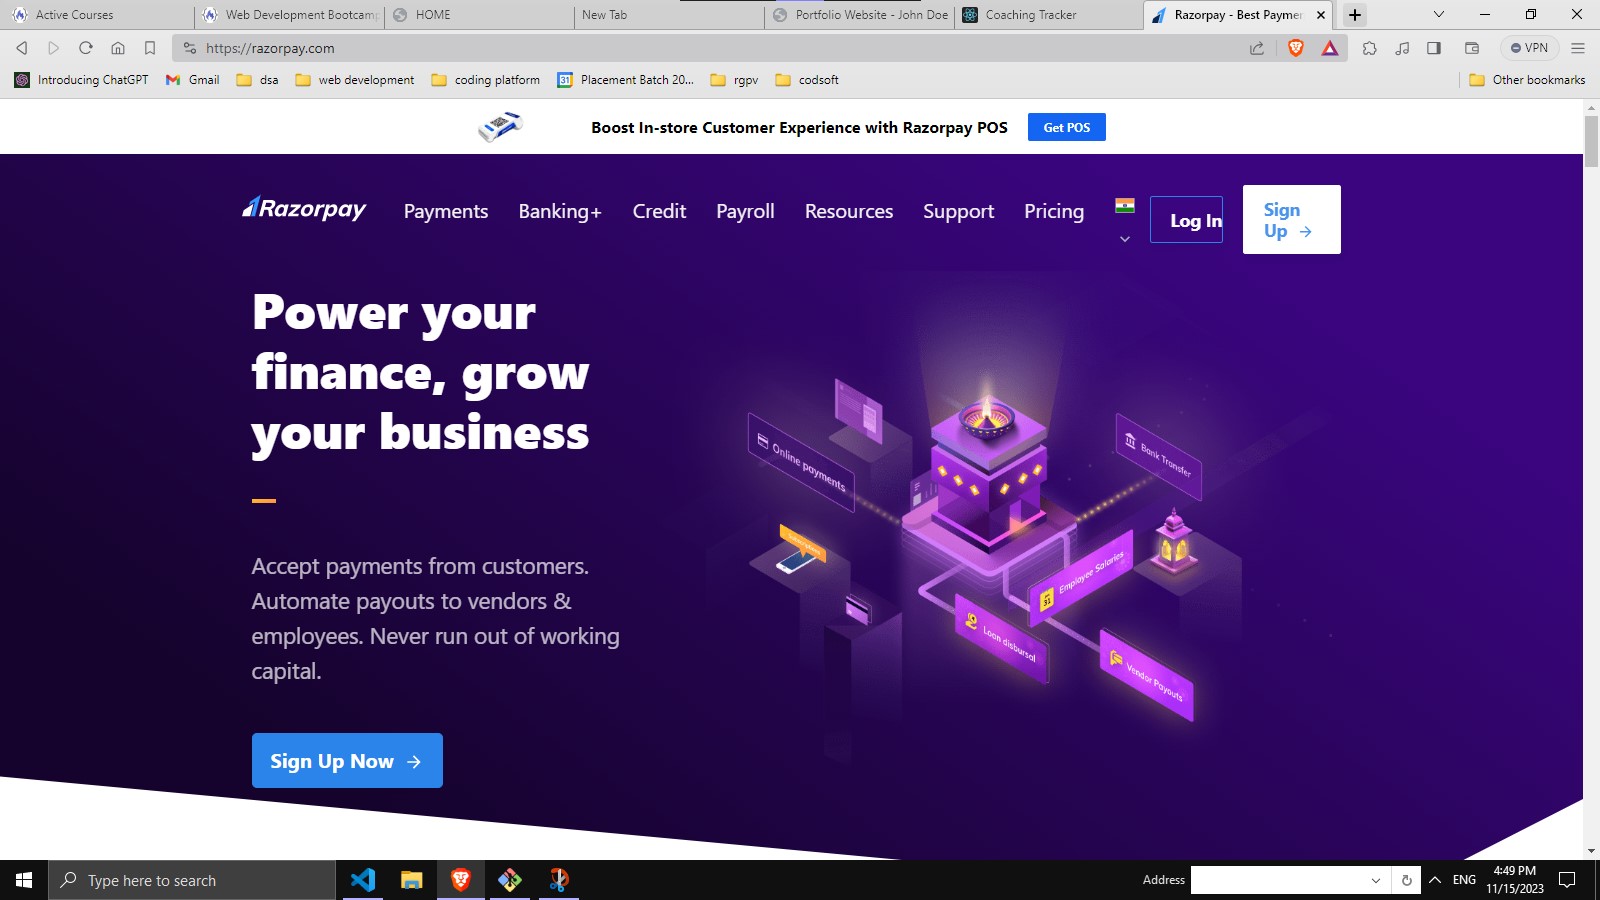 Active Courses
Web Development Bootcamp
HOME
New Tab
Portfolio Website - John Doe
Coaching Tracker
Razorpay - Best Paymen
https://razorpay.com
VPN
Introducing ChatGPT
Gmail
dsa
web development
coding platform
31
Placement Batch 20...
rgpv
codsoft
Other bookmarks
Boost In-store Customer Experience with Razorpay POS
Get POS
Razorpay
Payments
Banking+
Credit
Payroll
Resources
Support
Pricing
Log In
Sign
Up
Power your
finance, grow
your business
Accept payments from customers.
Automate payouts to vendors &
employees. Never run out of working
capital.
Sign Up Now
Online payments
Bank Transfer
31
Employee Salaries
Loan disbursal
Vendor Payouts
Type here to search
Address
ENG
4:49 PM
11/15/2023